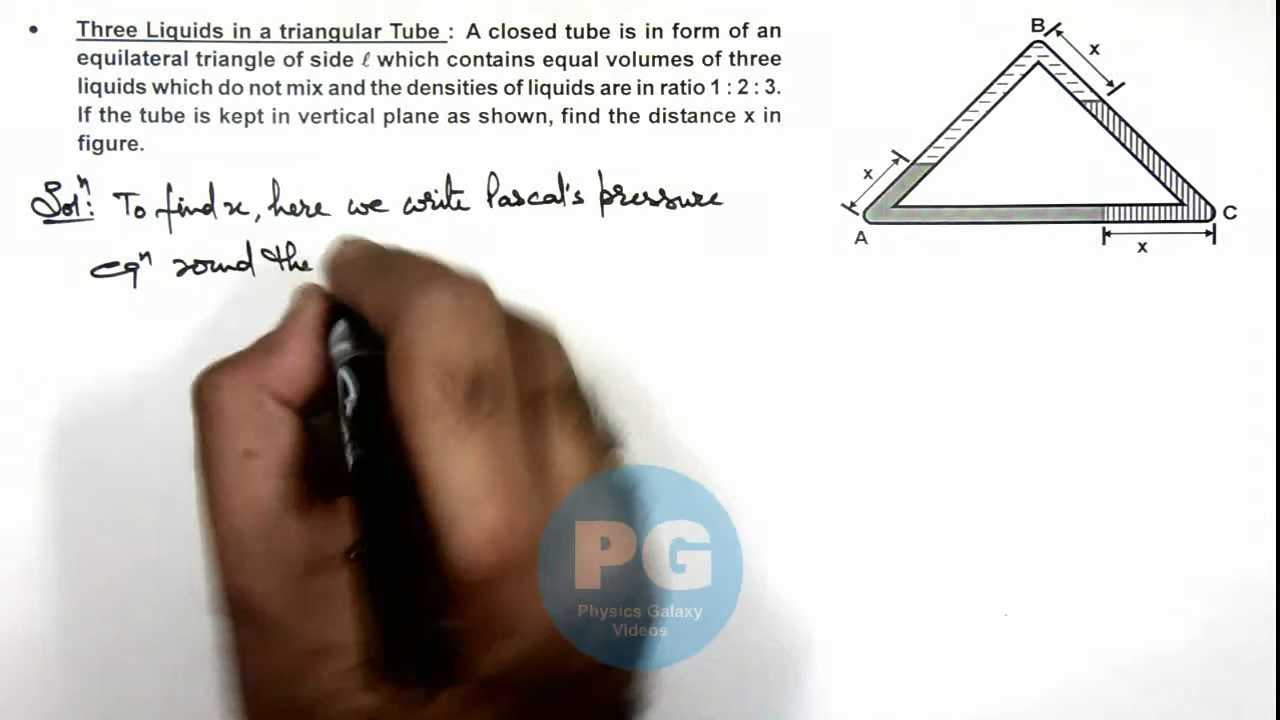 • Three Liquids in a triangular Tube : A closed tube is in form of an
equilateral triangle of side ℓ which contains equal volumes of three
liquids which do not mix and the densities of liquids are in ratio 1 : 2 : 3.
If the tube is kept in vertical plane as shown, find the distance x in
figure.
Solⁿ: To find x, here we write Pascal's pressure
eqⁿ round the
B
x
x
A
C
x
PG
Physics Galaxy
Videos